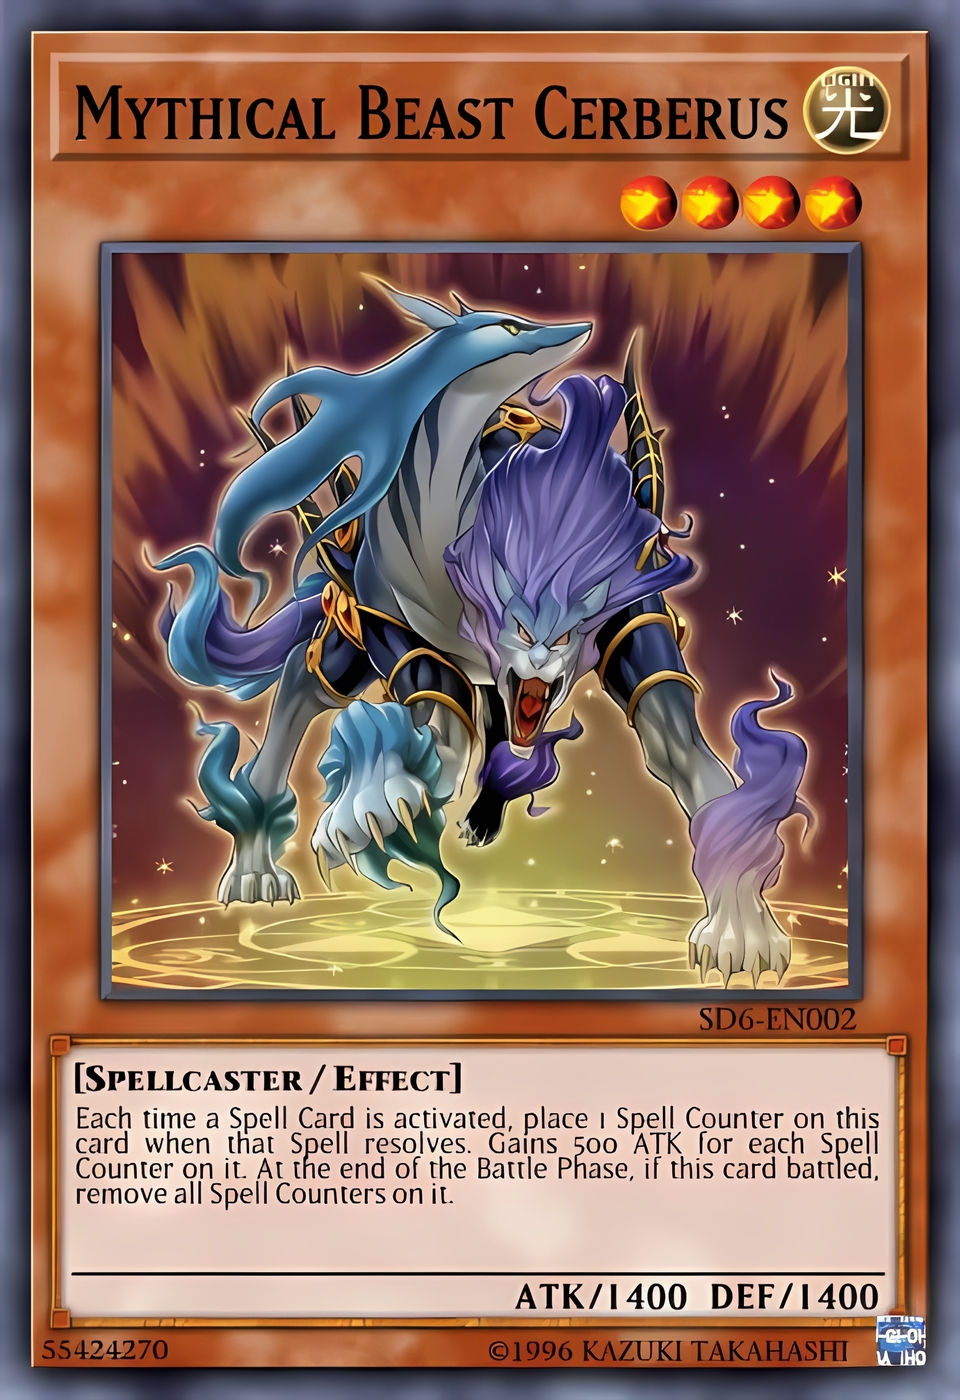 Mythical Beast Cerberus
光
SD6-EN002
[Spellcaster / Effect]
Each time a Spell Card is activated, place 1 Spell Counter on this
card when that Spell resolves. Gains 500 ATK for each Spell
Counter on it. At the end of the Battle Phase, if this card battled,
remove all Spell Counters on it.
ATK/1400 DEF/1400
55424270
©1996 KAZUKI TAKAHASHI